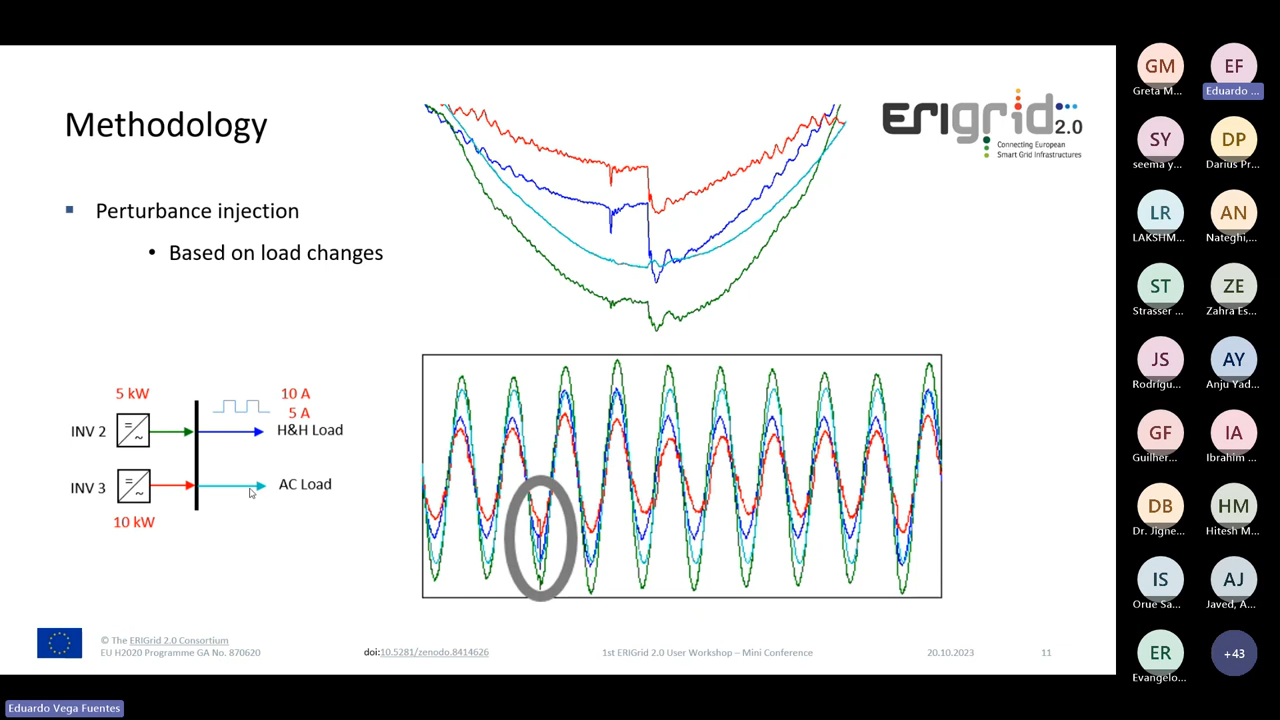 Methodology
ERIgrid 2.0
Connecting European
Smart Grid Infrastructures
Perturbance injection
Based on load changes
5 kW
10 A
5 A
INV 2
H&H Load
INV 3
AC Load
10 kW
© The ERIGrid 2.0 Consortium
EU H2020 Programme GA No. 870620
doi:10.5281/zenodo.8414626
1st ERIGrid 2.0 User Workshop – Mini Conference
20.10.2023
11
GM
EF
Greta M...
Eduardo ...
SY
DP
seema y...
Darius Pr...
LR
AN
LAKSHM...
Nateghi,...
ST
ZE
Strasser ...
Zahra Es...
JS
AY
Rodrígu...
Anju Yad...
GF
IA
Guilher...
Ibrahim ...
DB
HM
Dr. Jigne...
Hitesh M...
IS
AJ
Orue Sa...
Javed, A...
ER
+43
Evangelo...
Eduardo Vega Fuentes